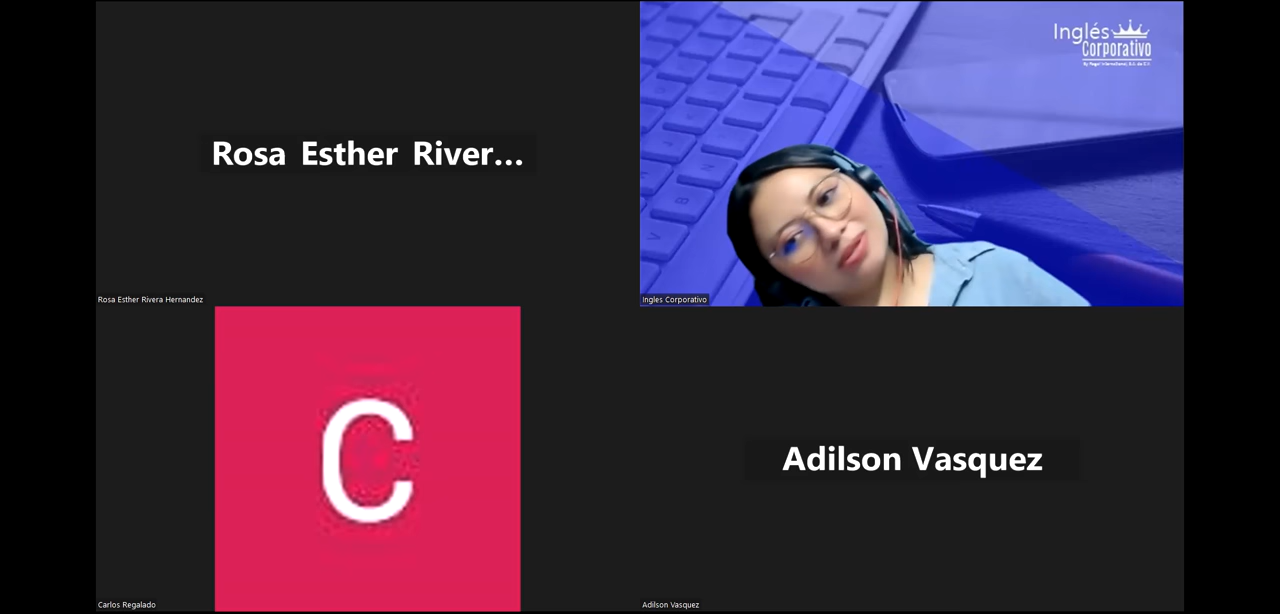 Rosa Esther River...
Rosa Esther Rivera Hernandez
Inglés
Corporativo
Ingles Corporativo
C
Carlos Regalado
Adilson Vasquez
Adilson Vasquez